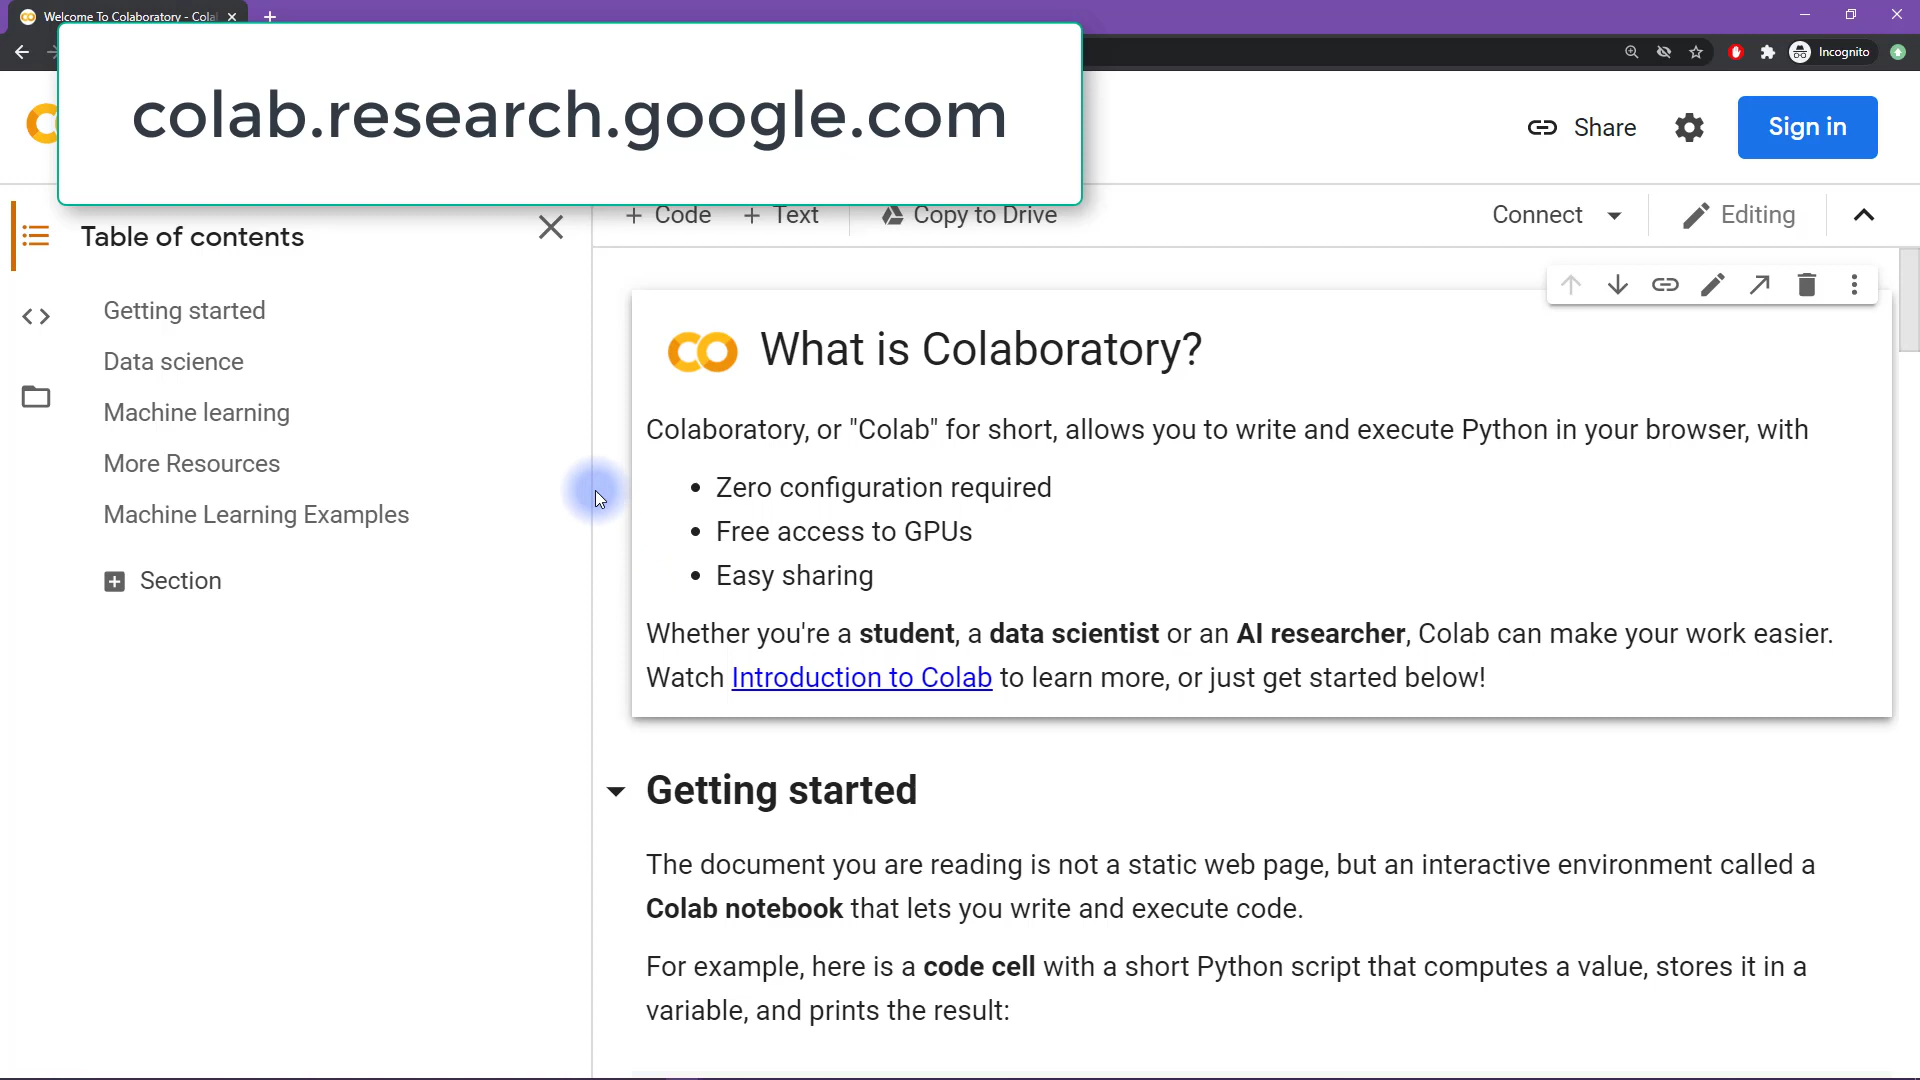 Welcome To Colaboratory - Cola
colab.research.google.com
Incognito
Share
Sign in
+ Code + Text
Copy to Drive
Connect
Editing
Table of contents
Getting started
Data science
Machine learning
More Resources
Machine Learning Examples
Section
What is Colaboratory?
Colaboratory, or "Colab" for short, allows you to write and execute Python in your browser, with
• Zero configuration required
• Free access to GPUs
• Easy sharing
Whether you're a student, a data scientist or an AI researcher, Colab can make your work easier.
Watch Introduction to Colab to learn more, or just get started below!
Getting started
The document you are reading is not a static web page, but an interactive environment called a
Colab notebook that lets you write and execute code.
For example, here is a code cell with a short Python script that computes a value, stores it in a
variable, and prints the result: